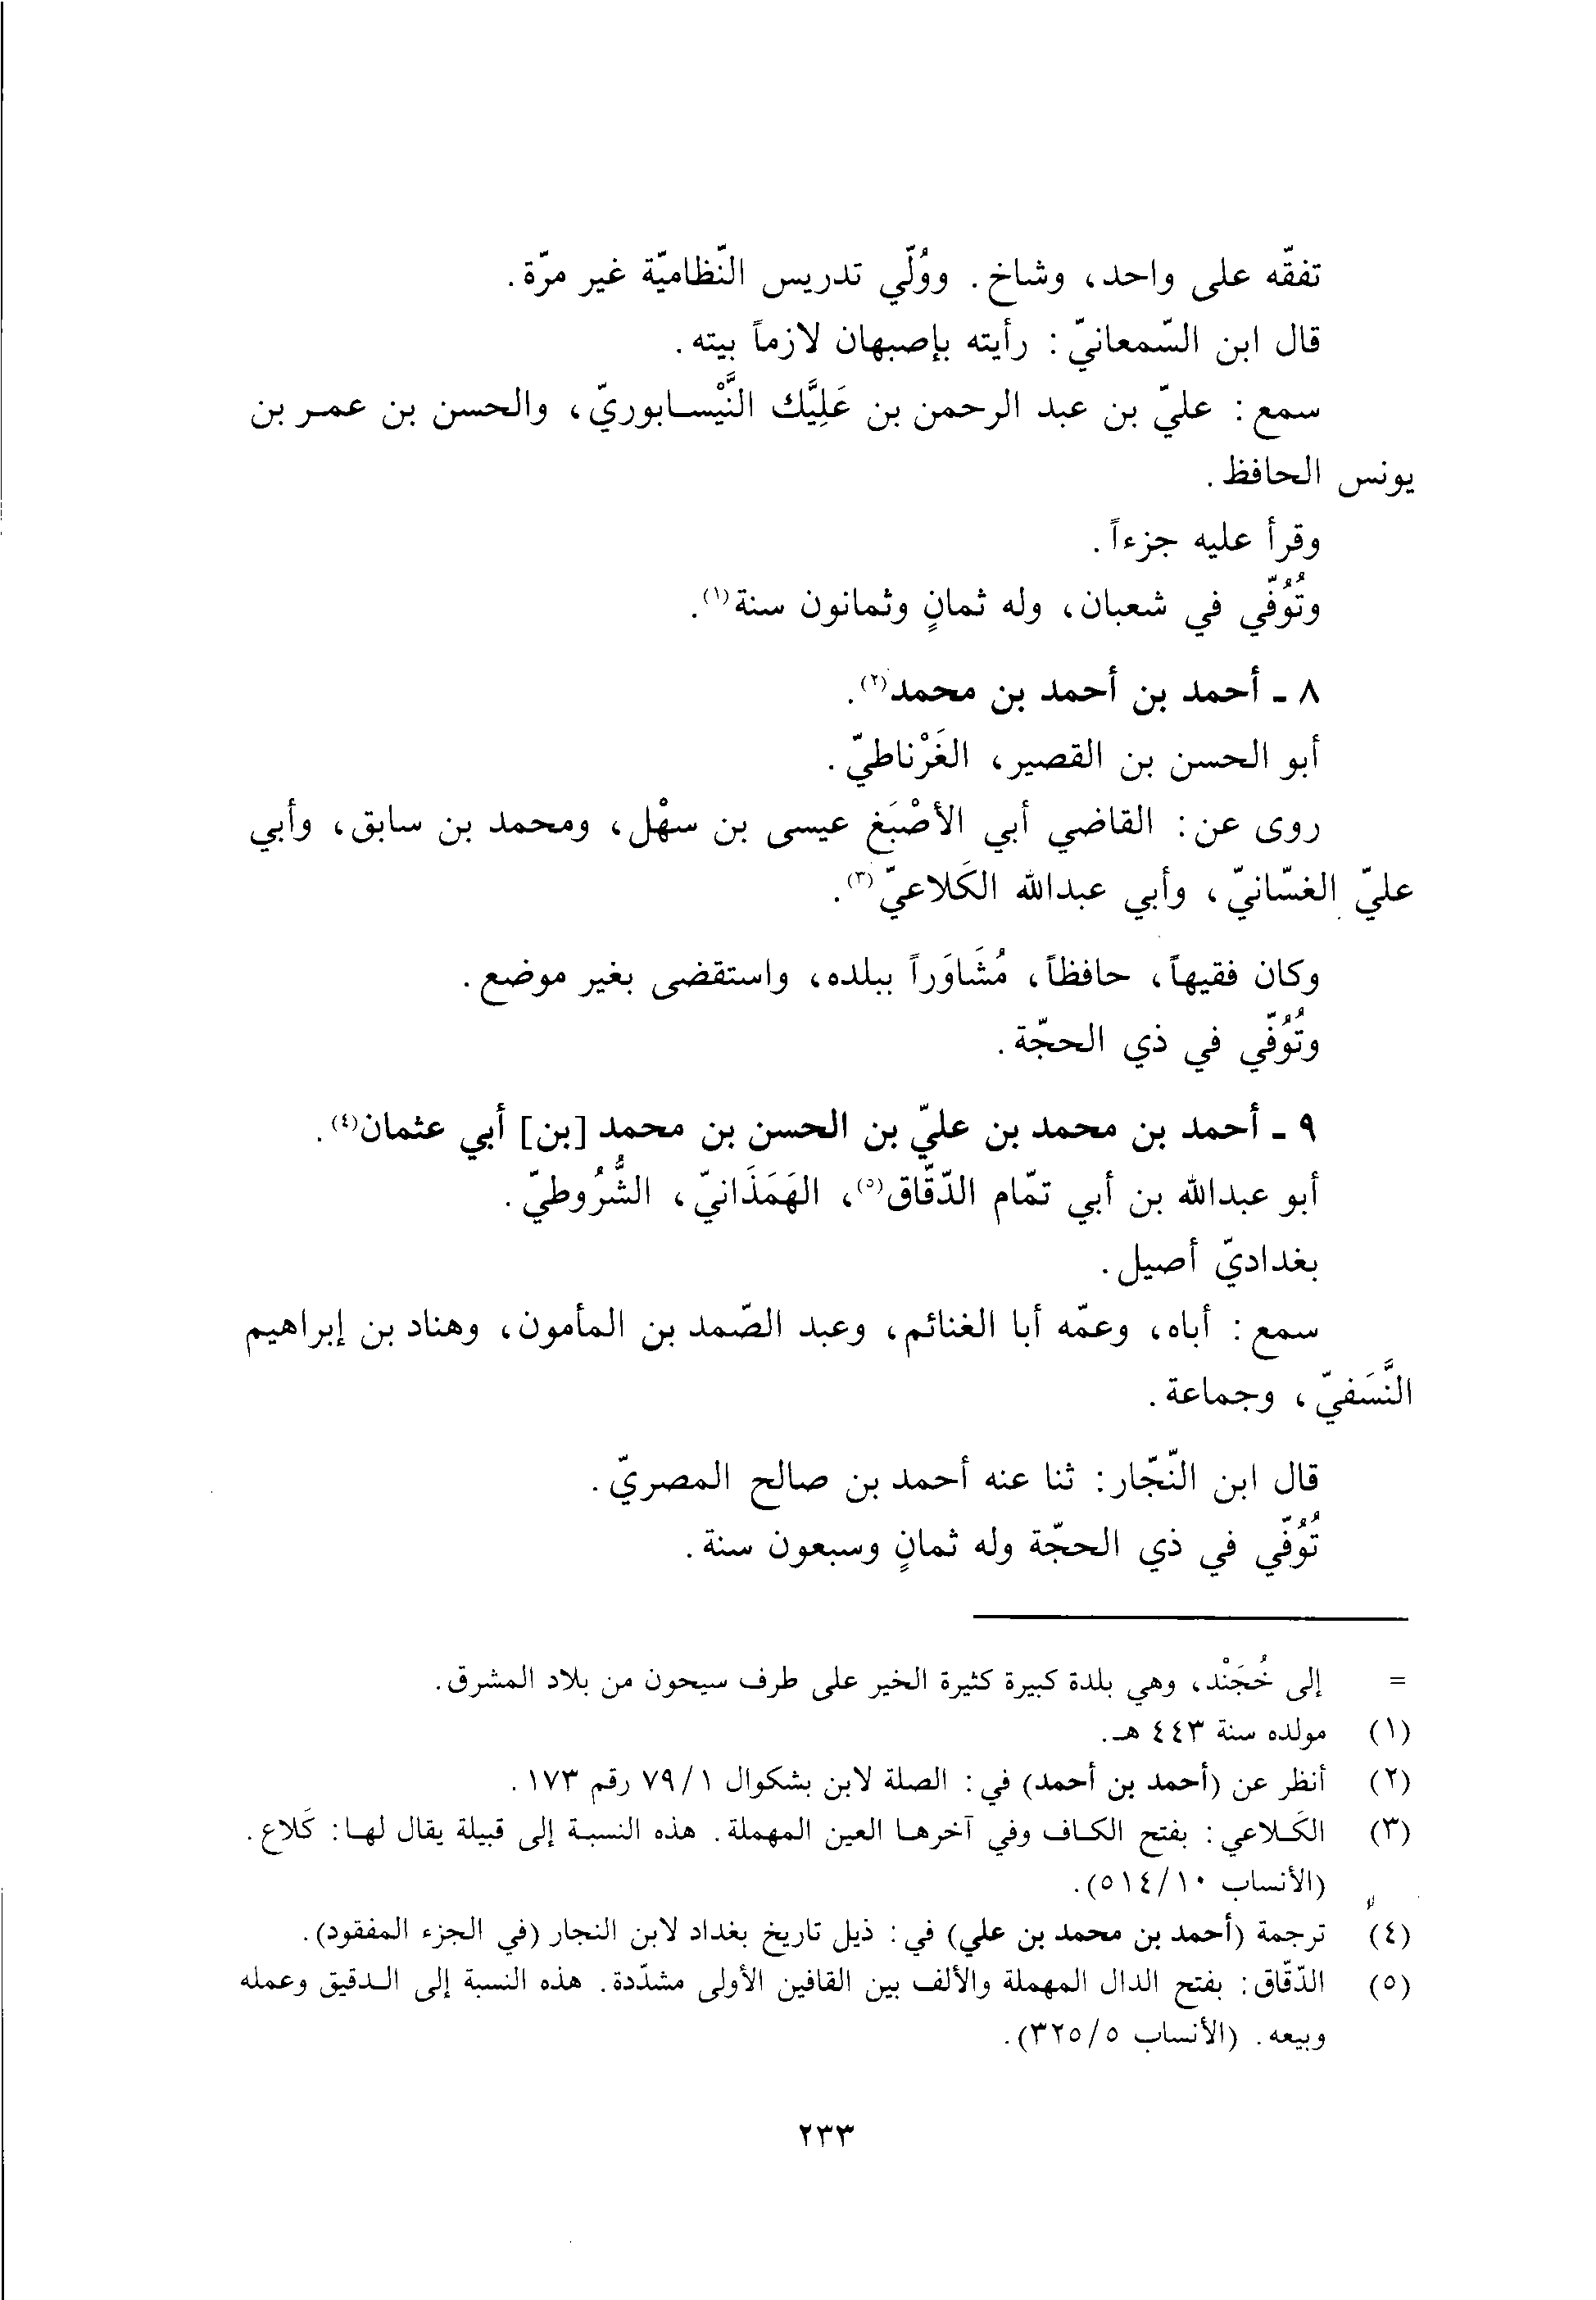 تفقّه على واحد، وشاخ. ووُلّي تدريس النّظاميّة غير مرّة.
قال ابن السّمعانيّ: رأيته بإصبهان لازماً بيته.
سمع: عليّ بن عبد الرحمن بن عَلِيَّك النَّيْسابوريّ، والحسن بن عمر بن
يونس الحافظ.
وقرأ عليه جزءاً.
وتُوُفّي في شعبان، وله ثمانٍ وثمانون سنة(١).
٨ ـ أحمد بن أحمد بن محمد(٢).
أبو الحسن بن القصير، الغَرْناطيّ.
روى عن: القاضي أبي الأصْبَغ عيسى بن سهْل، ومحمد بن سابق، وأبي
عليّ الغسّانيّ، وأبي عبدالله الكَلاعيّ(٣).
وكان فقيهاً، حافظاً، مُشَاوَراً ببلده، واستقضى بغير موضع.
وتُوُفّي في ذي الحجّة.
٩ ـ أحمد بن محمد بن عليّ بن الحسن بن محمد [بن] أبي عثمان(٤).
أبو عبدالله بن أبي تمّام الدّقّاق(٥)، الهَمَذَانيّ، الشُّرُوطيّ.
بغداديّ أصيل.
سمع: أباه، وعمّه أبا الغنائم، وعبد الصّمد بن المأمون، وهناد بن إبراهيم
النَّسَفيّ، وجماعة.
قال ابن النّجّار: ثنا عنه أحمد بن صالح المصريّ.
تُوُفّي في ذي الحجّة وله ثمانٍ وسبعون سنة.
= إلى خُجَنْد، وهي بلدة كبيرة كثيرة الخير على طرف سيحون من بلاد المشرق.
(١) مولده سنة ٤٤٣ هـ.
(٢) أنظر عن (أحمد بن أحمد) في: الصلة لابن بشكوال ٧٩/١ رقم ١٧٣.
(٣) الكَلاعي: بفتح الكاف وفي آخرها العين المهملة. هذه النسبة إلى قبيلة يقال لها: كَلاع.
(الأنساب ٥١٤/١٠).
(٤) ترجمة (أحمد بن محمد بن علي) في: ذيل تاريخ بغداد لابن النجار (في الجزء المفقود).
(٥) الدّقّاق: بفتح الدال المهملة والألف بين القافين الأولى مشدّدة. هذه النسبة إلى الدقيق وعمله
وبيعه. (الأنساب ٣٢٥/٥).
٢٣٣